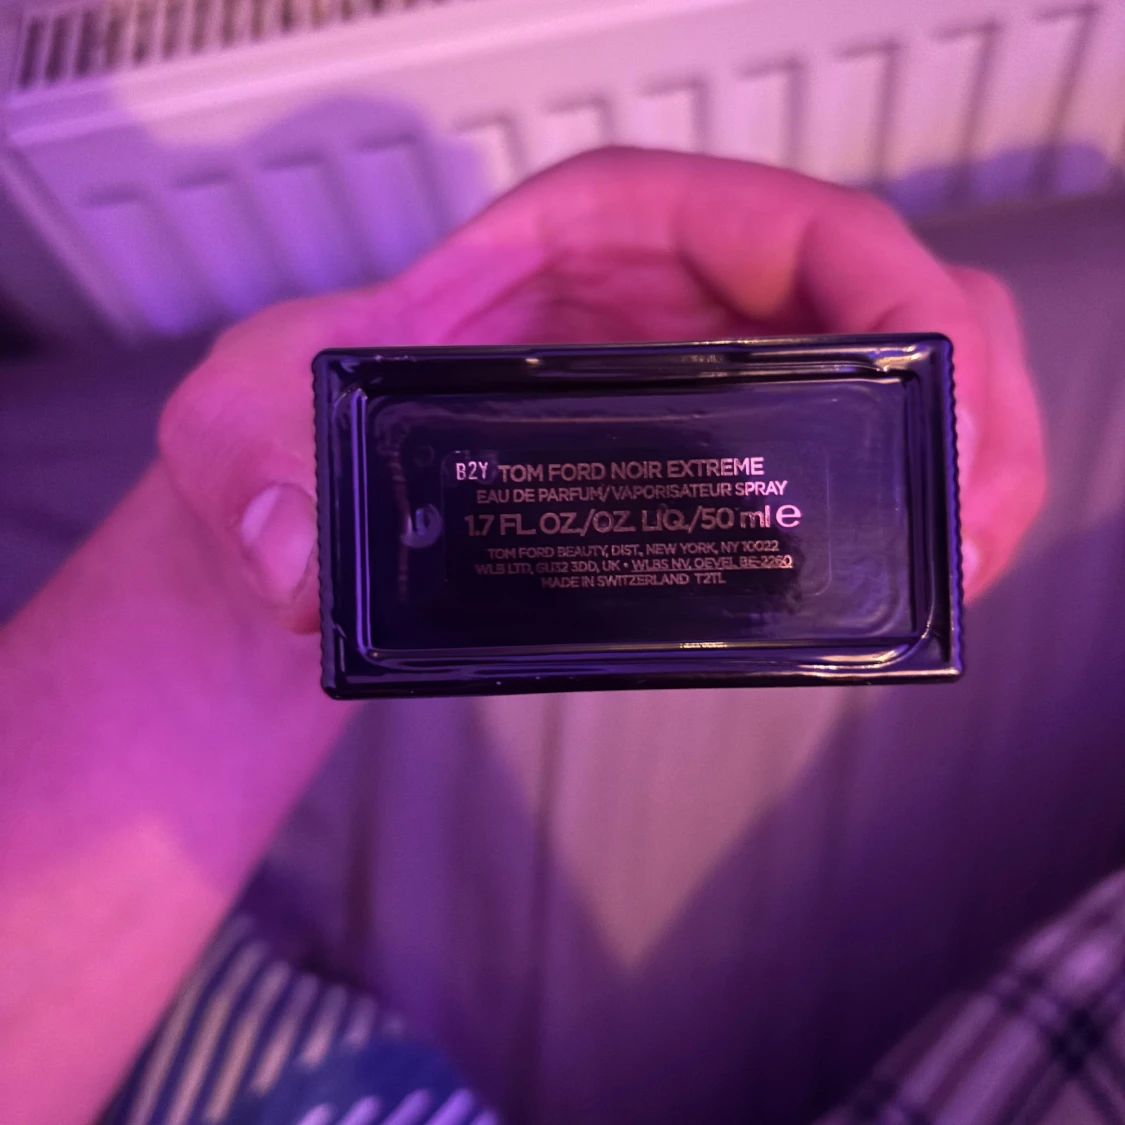 B2Y TOM FORD NOIR EXTREME
EAU DE PARFUM/VAPORISATEUR SPRAY
1.7 FL. OZ./OZ. LIQ./50 ml e
TOM FORD BEAUTY, DIST., NEW YORK, NY 10022
WLB LTD, GU32 3DD, UK • WLBS NV, OEVEL BE-2260
MADE IN SWITZERLAND T2TL